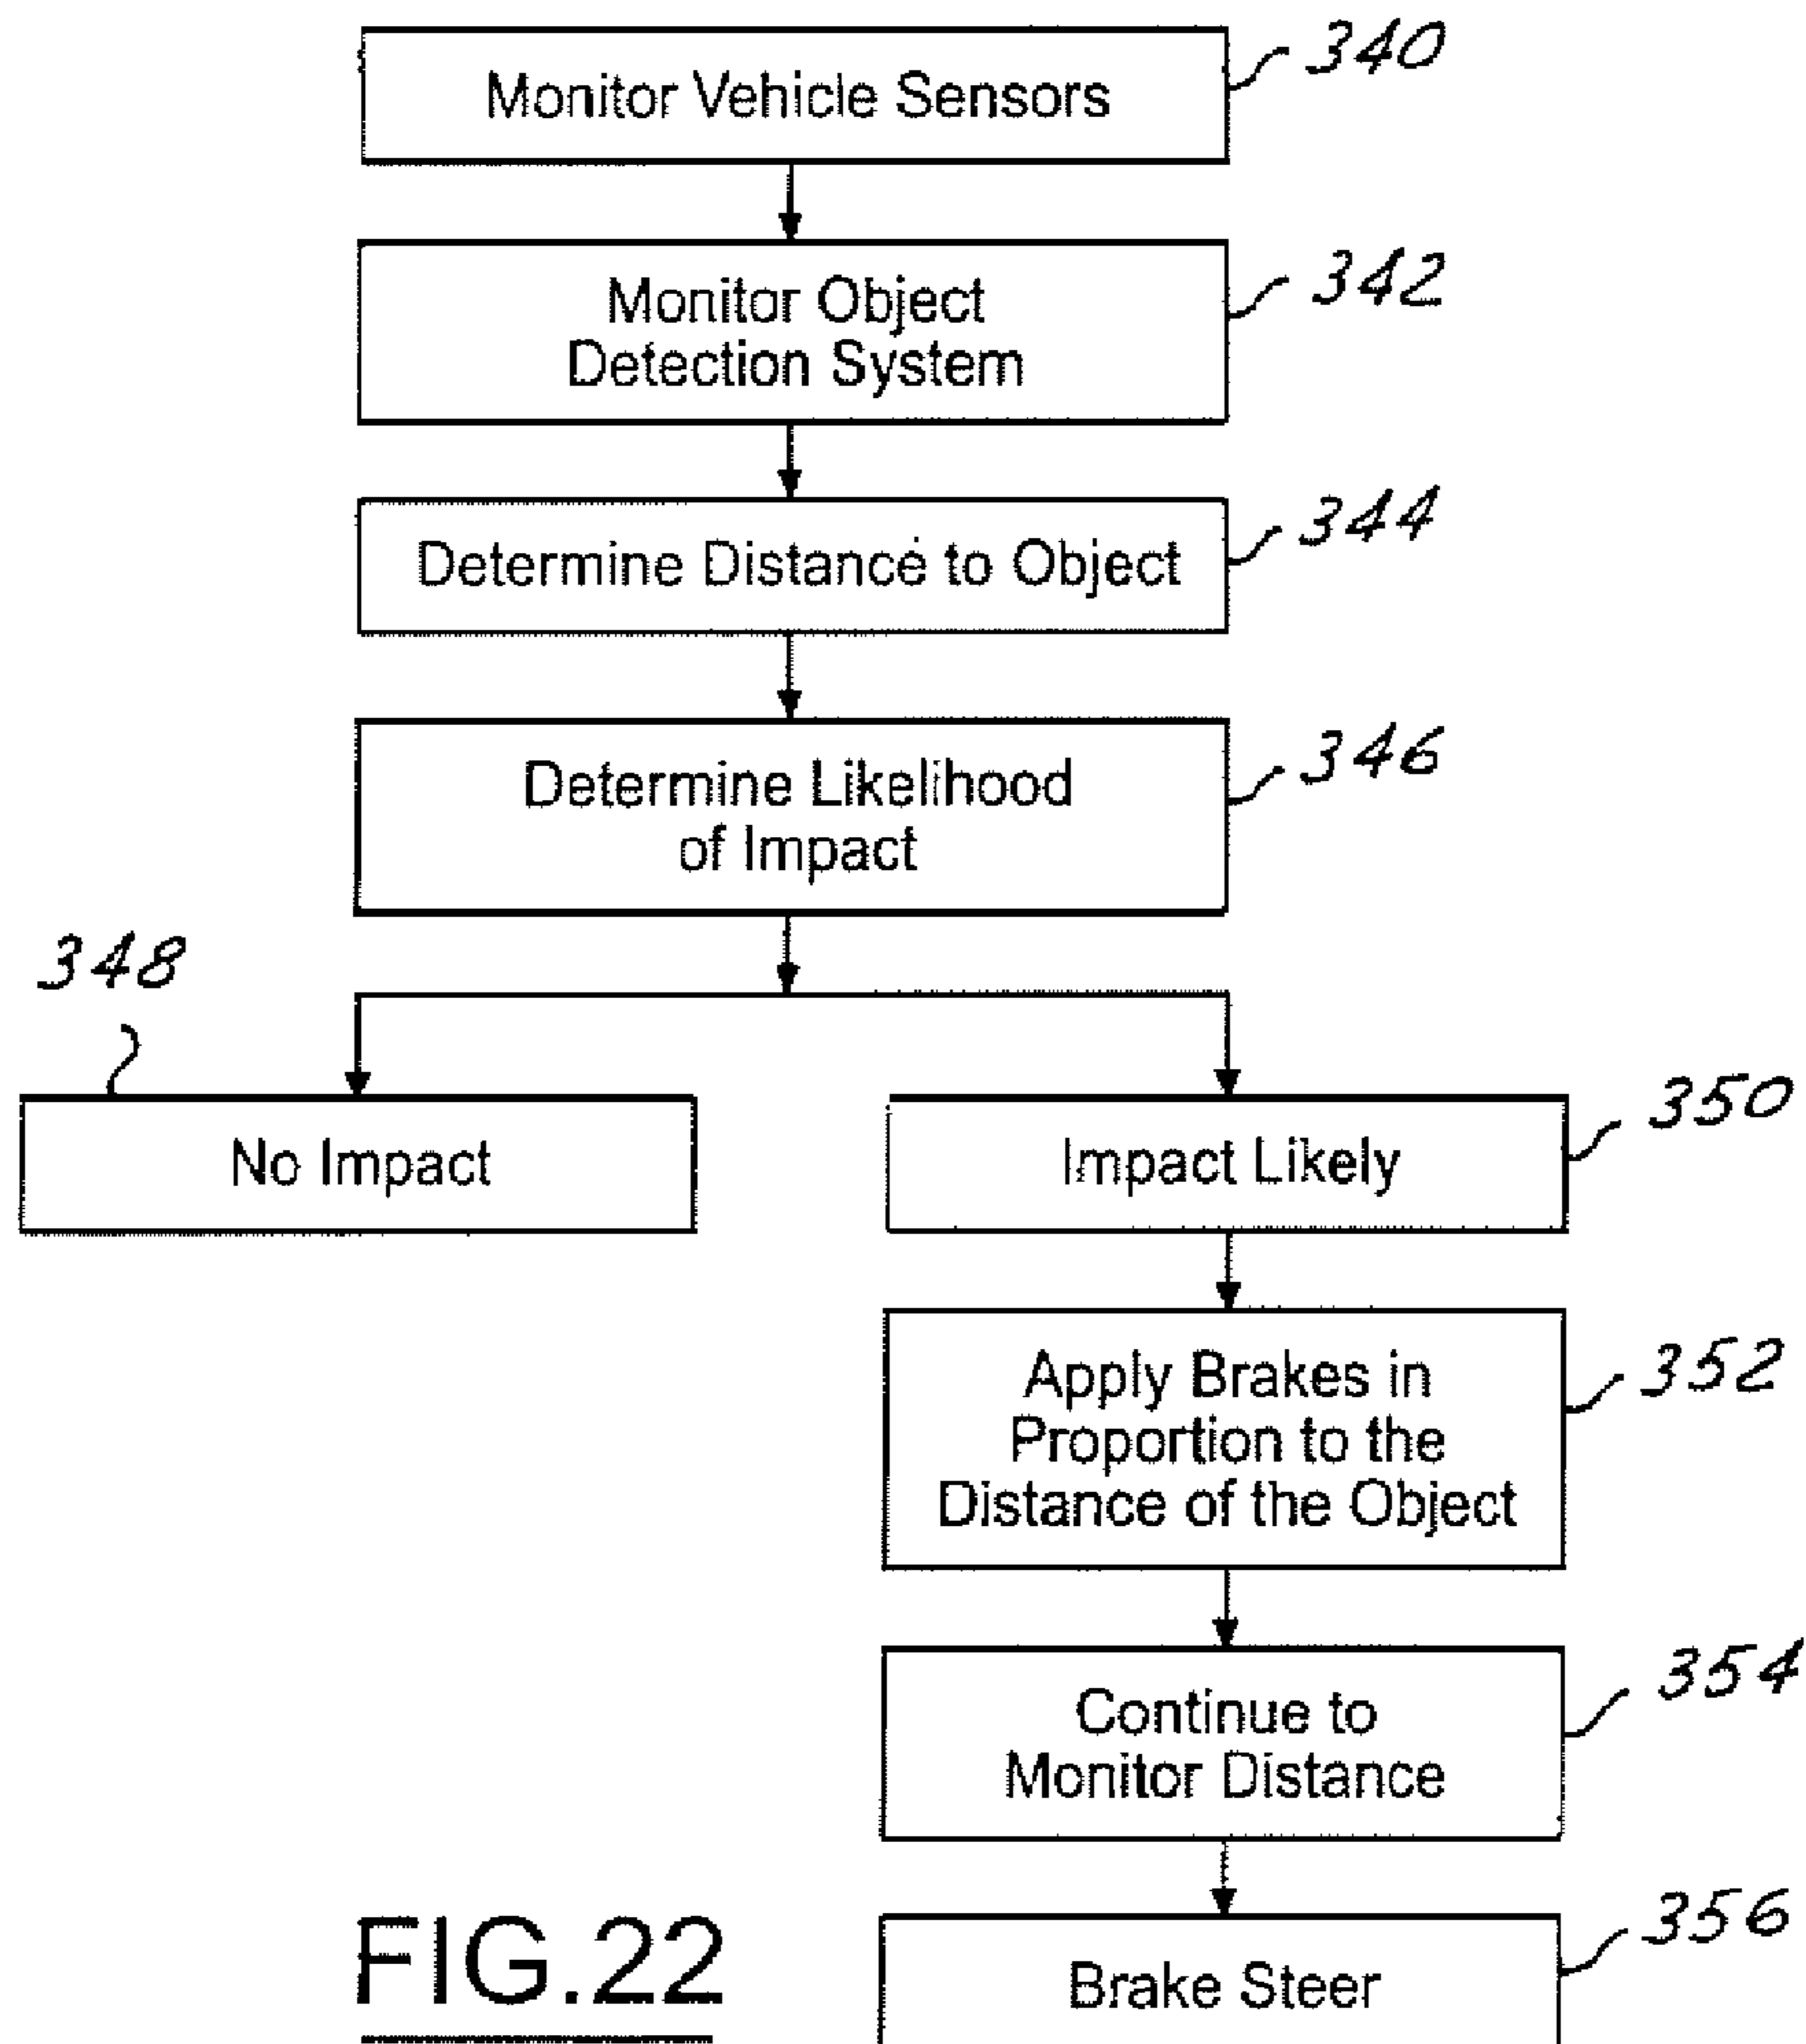 Monitor Vehicle Sensors
340
Monitor Object
Detection System
342
Determine Distance to Object
344
Determine Likelihood
of Impact
346
348
No Impact
Impact Likely
350
Apply Brakes in
Proportion to the
Distance of the Object
352
Continue to
Monitor Distance
354
Brake Steer
356
FIG.22